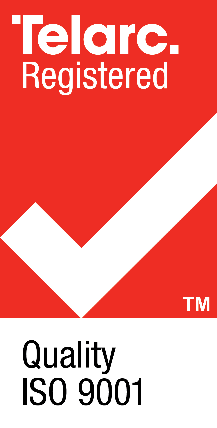 Telarc.
Registered
TM
Quality
ISO 9001